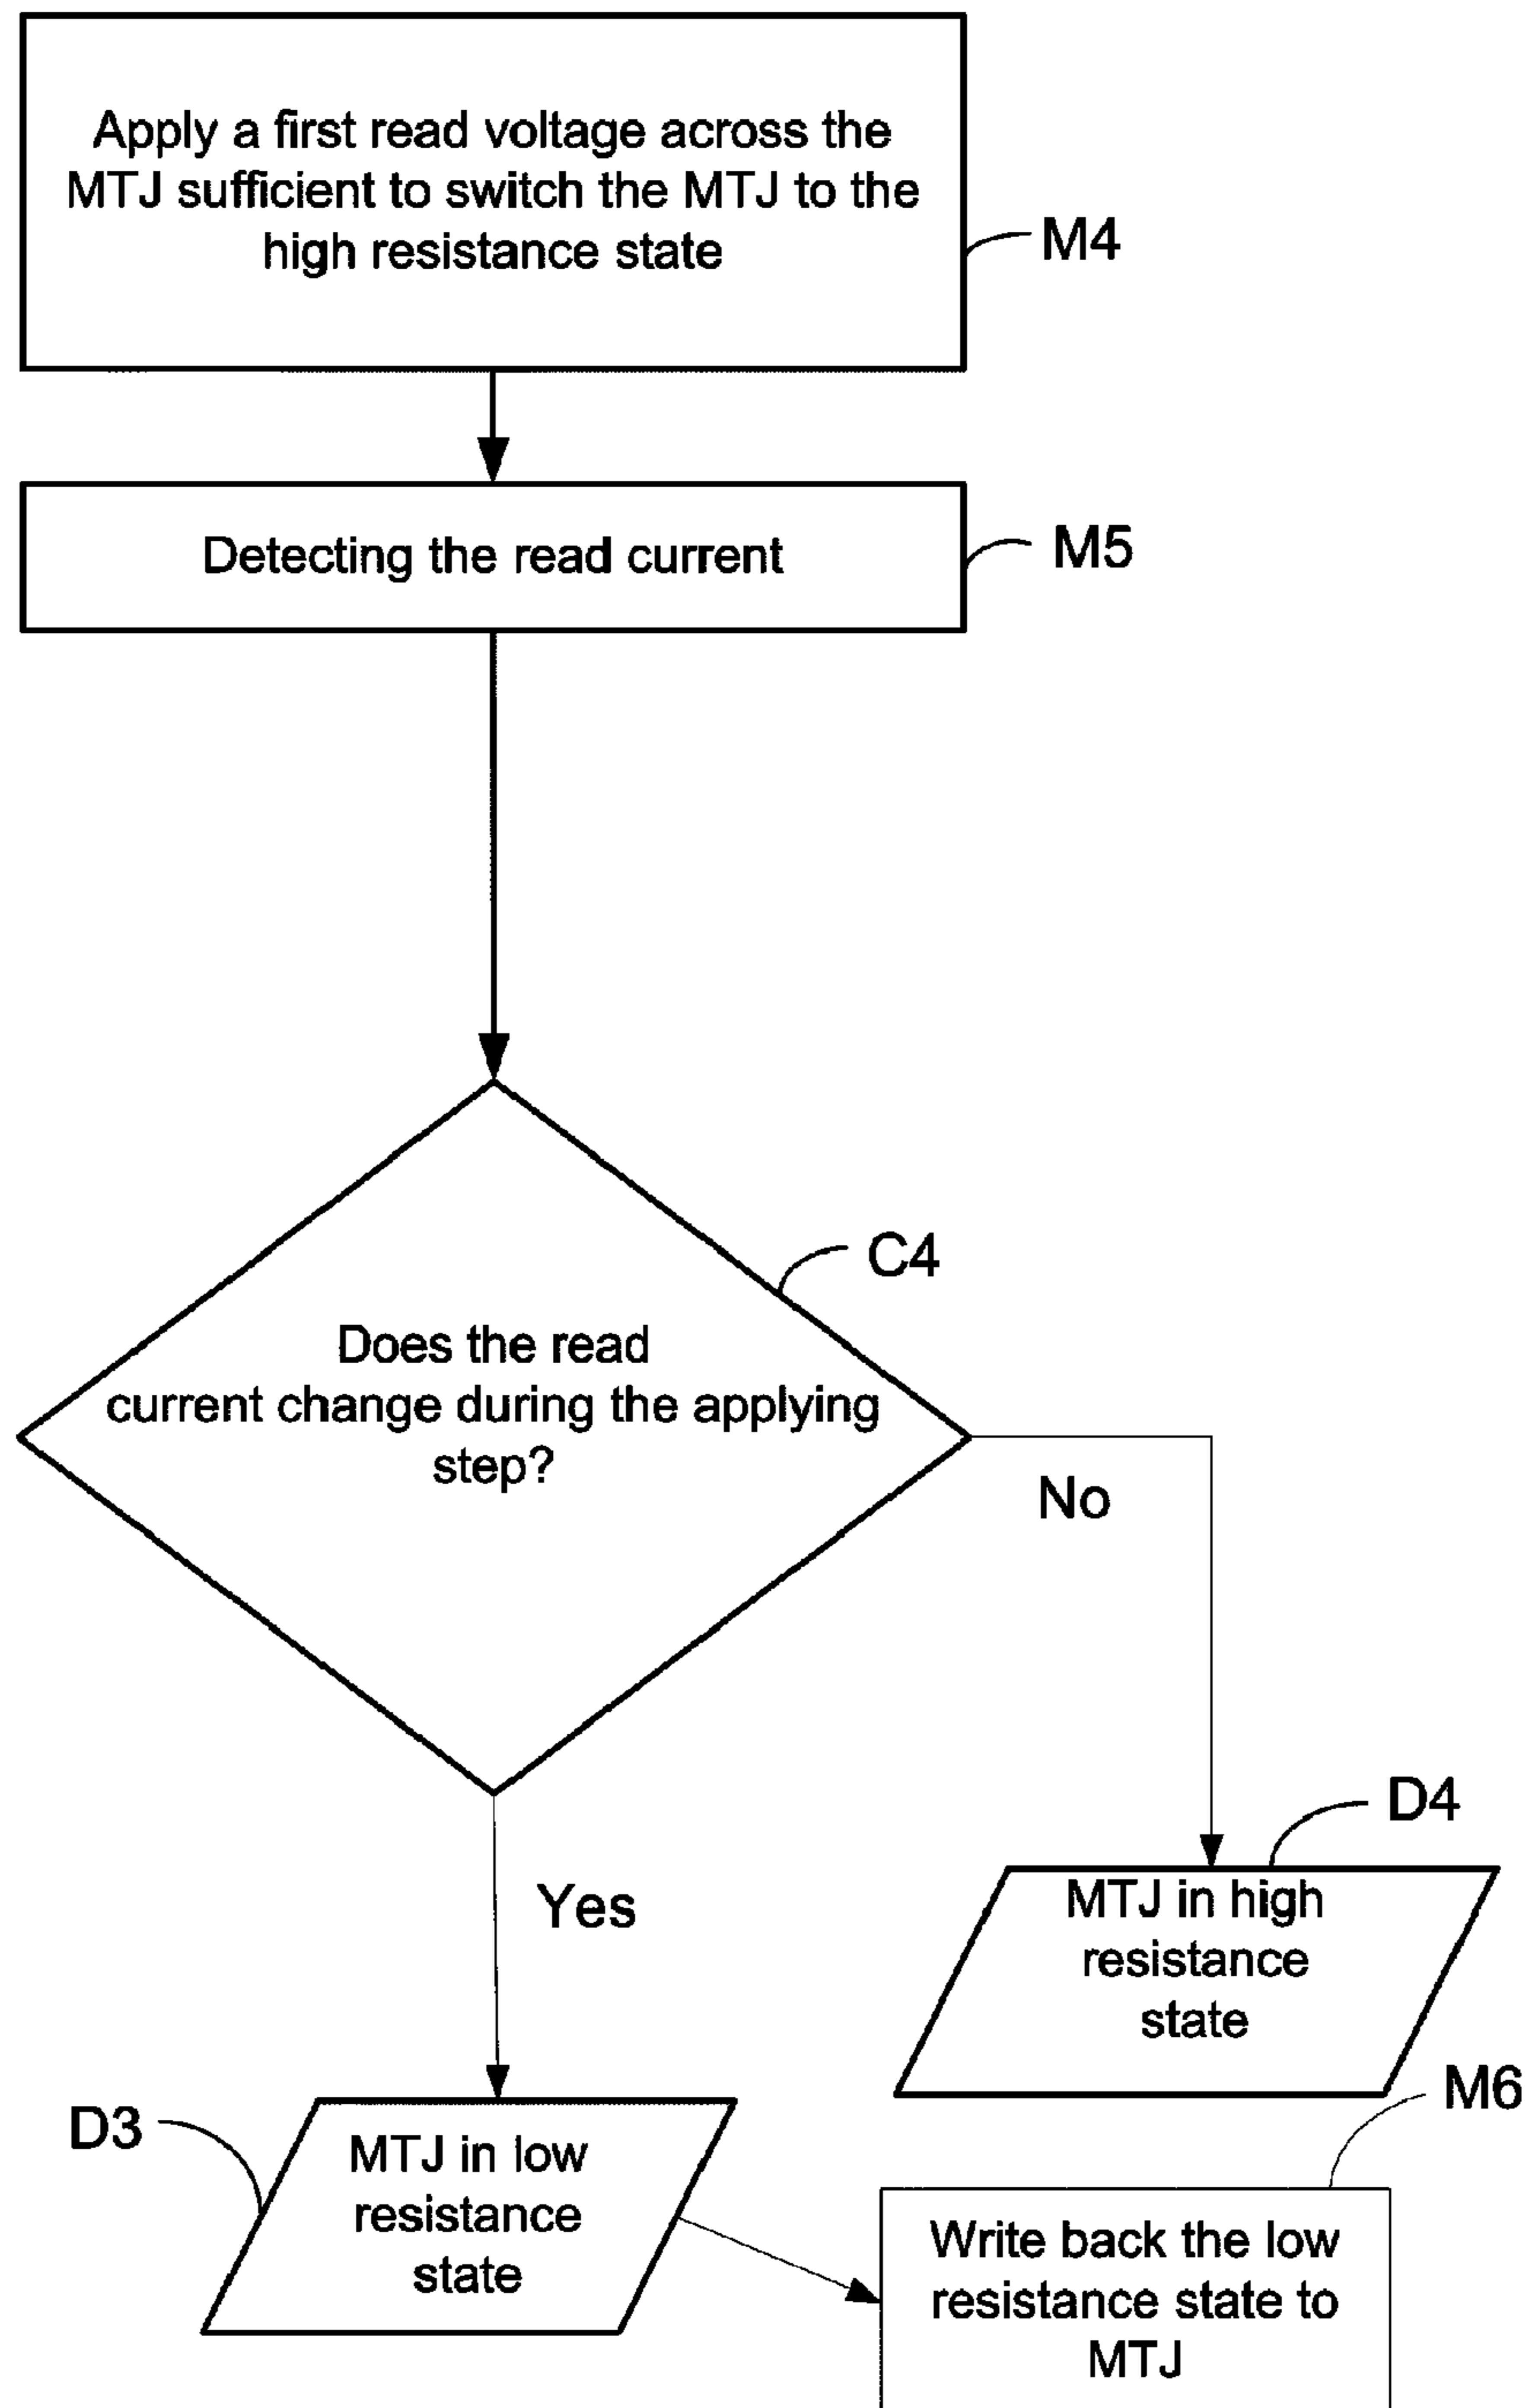 Apply a first read voltage across the
MTJ sufficient to switch the MTJ to the
high resistance state
M4
Detecting the read current
M5
C4
Does the read
current change during the applying
step?
No
Yes
D4
MTJ in high
resistance
state
M6
D3
MTJ in low
resistance
state
Write back the low
resistance state to
MTJ